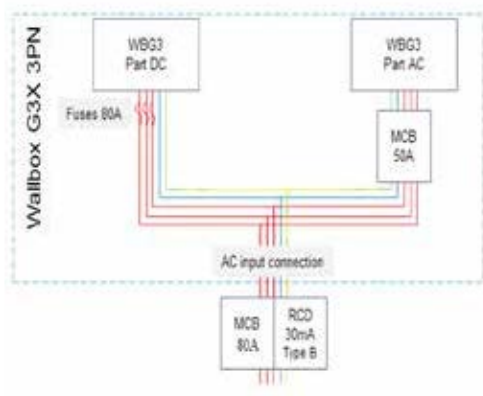 Wallbox G3X 3PN
WBG3
Part DC
WBG3
Part AC
Fuses 80A
MCB
50A
AC input connection
MCB
80A
RCD
30mA
Type B